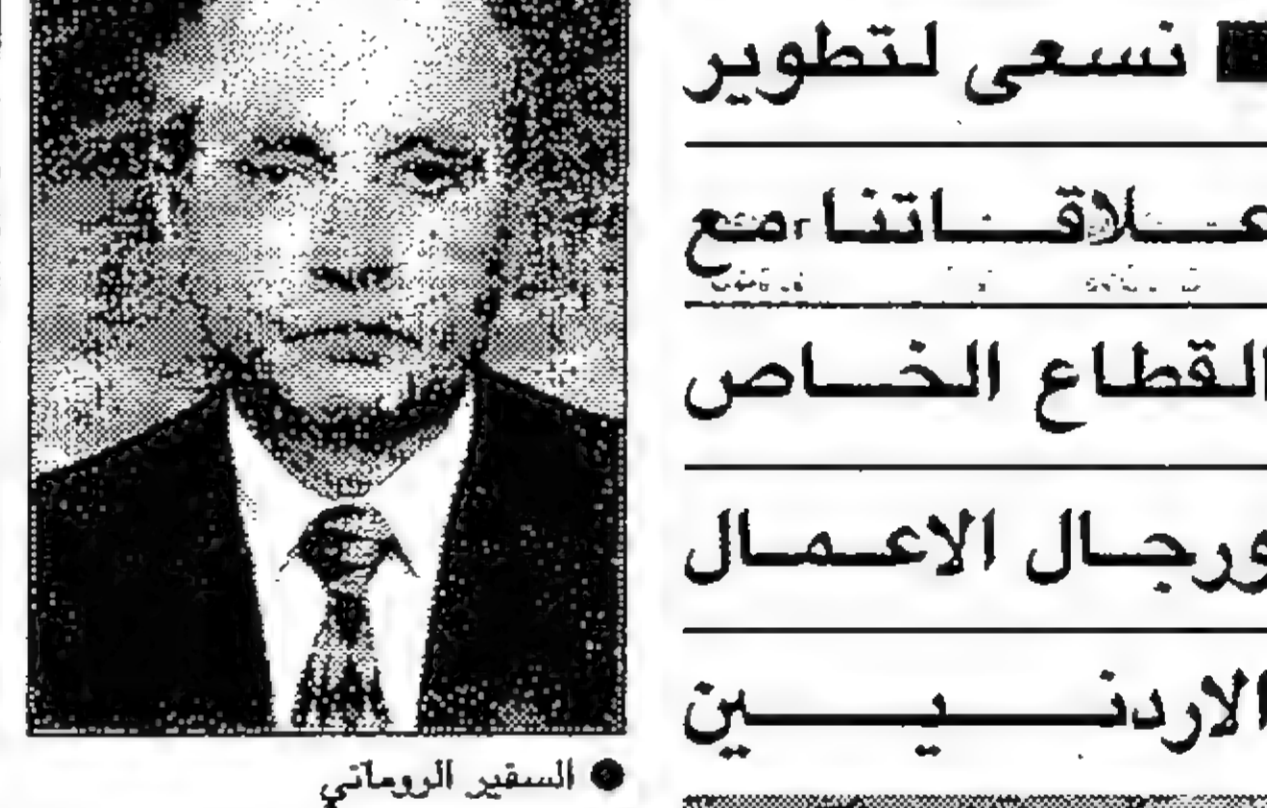 نسعى لتطوير
علاقاتنا مع
القطاع الخاص
ورجال الاعمال
الاردنيين
السفير الروماني